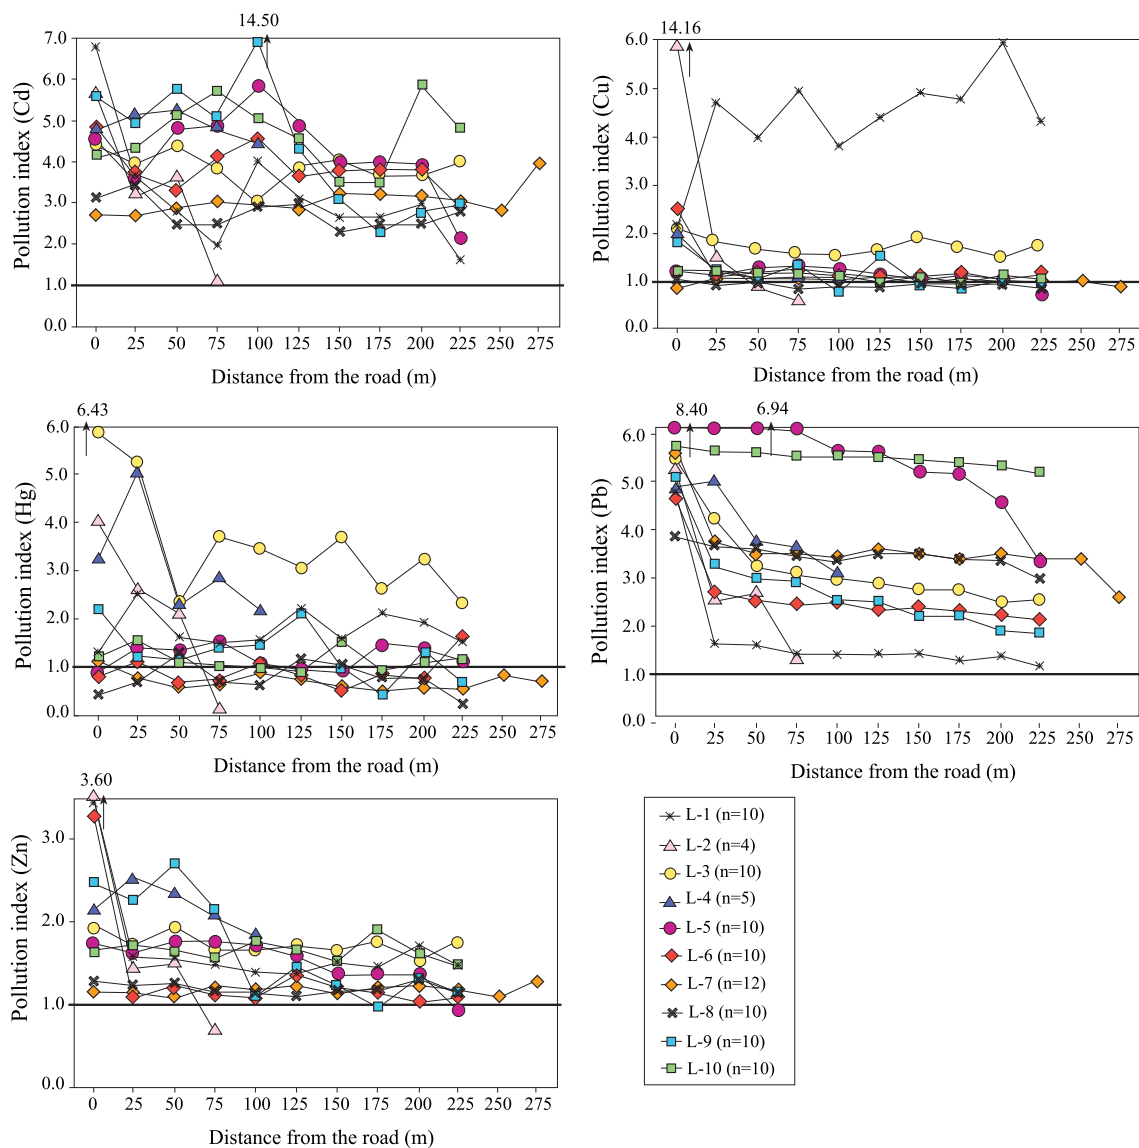 14.50
7.0
6.0
5.0
4.0
3.0
2.0
1.0
0.0
Pollution index (Cd)
0 25 50 75 100 125 150 175 200 225 250 275
Distance from the road (m)
14.16
6.0
5.0
4.0
3.0
2.0
1.0
0.0
Pollution index (Cu)
0 25 50 75 100 125 150 175 200 225 250 275
Distance from the road (m)
6.43
6.0
5.0
4.0
3.0
2.0
1.0
0.0
Pollution index (Hg)
0 25 50 75 100 125 150 175 200 225 250 275
Distance from the road (m)
8.40 6.94
6.0
5.0
4.0
3.0
2.0
1.0
0.0
Pollution index (Pb)
0 25 50 75 100 125 150 175 200 225 250 275
Distance from the road (m)
3.60
3.0
2.0
1.0
0.0
Pollution index (Zn)
0 25 50 75 100 125 150 175 200 225 250 275
Distance from the road (m)
L-1 (n=10)
L-2 (n=4)
L-3 (n=10)
L-4 (n=5)
L-5 (n=10)
L-6 (n=10)
L-7 (n=12)
L-8 (n=10)
L-9 (n=10)
L-10 (n=10)